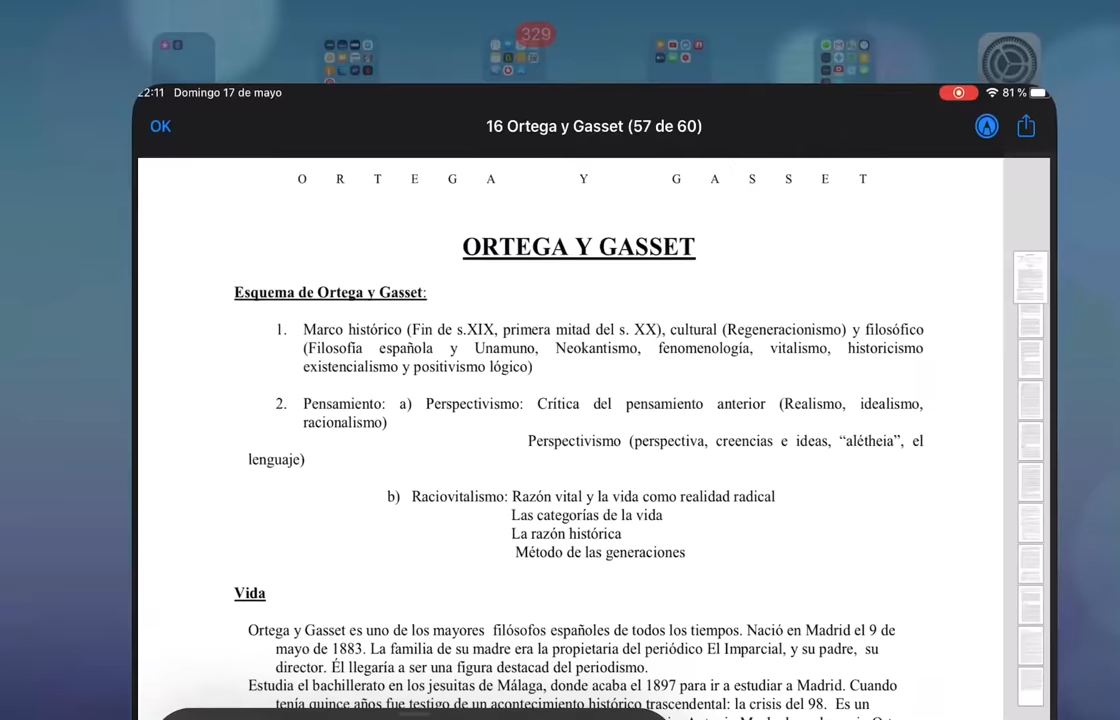 329
22:11 Domingo 17 de mayo
81 %
OK
16 Ortega y Gasset (57 de 60)
O R T E G A Y G A S S E T
ORTEGA Y GASSET
Esquema de Ortega y Gasset:
1. Marco histórico (Fin de s.XIX, primera mitad del s. XX), cultural (Regeneracionismo) y filosófico
(Filosofía española y Unamuno, Neokantismo, fenomenología, vitalismo, historicismo
existencialismo y positivismo lógico)
2. Pensamiento: a) Perspectivismo: Crítica del pensamiento anterior (Realismo, idealismo,
racionalismo)
Perspectivismo (perspectiva, creencias e ideas, “alétheia”, el
lenguaje)
b) Raciovitalismo: Razón vital y la vida como realidad radical
Las categorías de la vida
La razón histórica
Método de las generaciones
Vida
Ortega y Gasset es uno de los mayores filósofos españoles de todos los tiempos. Nació en Madrid el 9 de
mayo de 1883. La familia de su madre era la propietaria del periódico El Imparcial, y su padre, su
director. Él llegaría a ser una figura destacad del periodismo.
Estudia el bachillerato en los jesuitas de Málaga, donde acaba el 1897 para ir a estudiar a Madrid. Cuando
tenía quince años fue testigo de un acontecimiento histórico trascendental: la crisis del 98. Es un